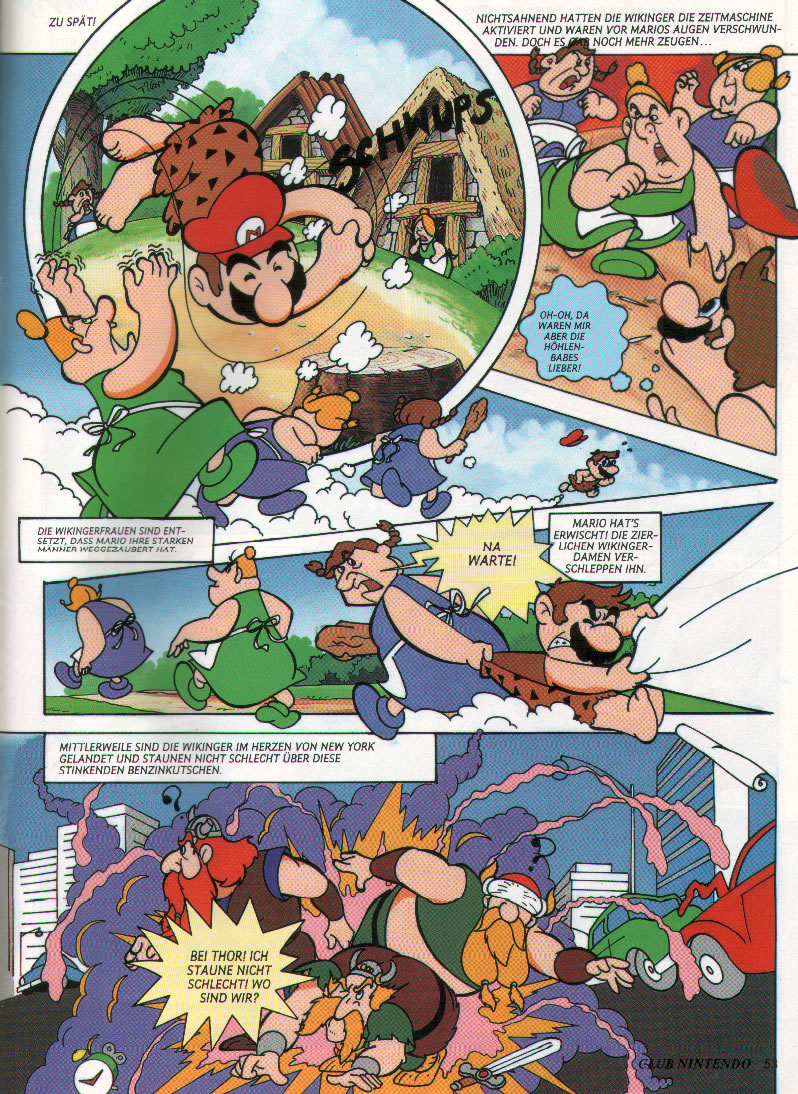 ZU SPÄT!
NICHTSAHNEND HATTEN DIE WIKINGER DIE ZEITMASCHINE
AKTIVIERT UND WAREN VOR MARIOS AUGEN VERSCHWUN-
DEN. DOCH ES GAB NOCH MEHR ZEUGEN...
SCHWUPS
M
OH-OH, DA
WAREN MIR
ABER DIE
HÖHLEN-
BABES
LIEBER!
DIE WIKINGERFRAUEN SIND ENT-
SETZT, DASS MARIO IHRE STARKEN
MÄNNER WEGGEZAUBERT HAT.
NA
WARTE!
MARIO HAT'S
ERWISCHT! DIE ZIER-
LICHEN WIKINGER-
DAMEN VER-
SCHLEPPEN IHN.
MITTLERWEILE SIND DIE WIKINGER IM HERZEN VON NEW YORK
GELANDET UND STAUNEN NICHT SCHLECHT ÜBER DIESE
STINKENDEN BENZINKUTSCHEN.
?
?
BEI THOR! ICH
STAUNE NICHT
SCHLECHT! WO
SIND WIR?
CLUB NINTENDO 53